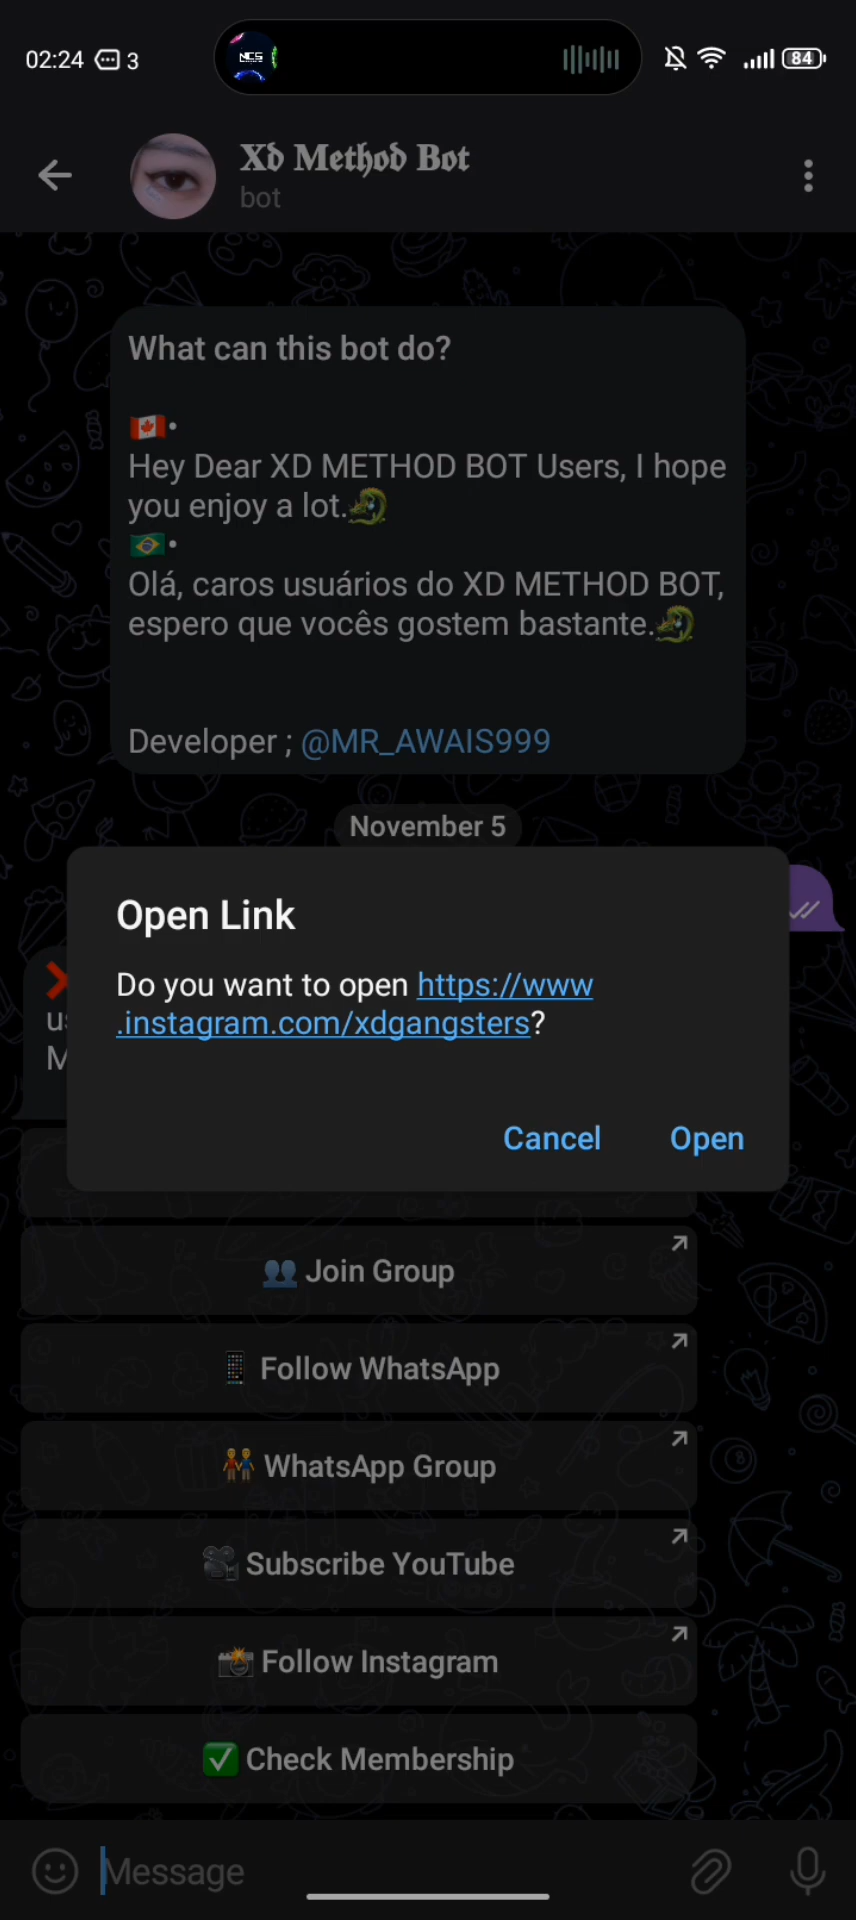 02:24 3
NCS
84
𝖃𝖉 𝕸𝖊𝖙𝖍𝖔𝖉 𝕭𝖔𝖙
bot
What can this bot do?
🇨🇦•
Hey Dear XD METHOD BOT Users, I hope
you enjoy a lot.🐉
🇧🇷•
Olá, caros usuários do XD METHOD BOT,
espero que vocês gostem bastante.🐉
Developer ; @MR_AWAIS999
November 5
Open Link
Do you want to open https://www
.instagram.com/xdgangsters?
Cancel Open
👥 Join Group
📱 Follow WhatsApp
👬 WhatsApp Group
🎥 Subscribe YouTube
📸 Follow Instagram
✅ Check Membership
Message